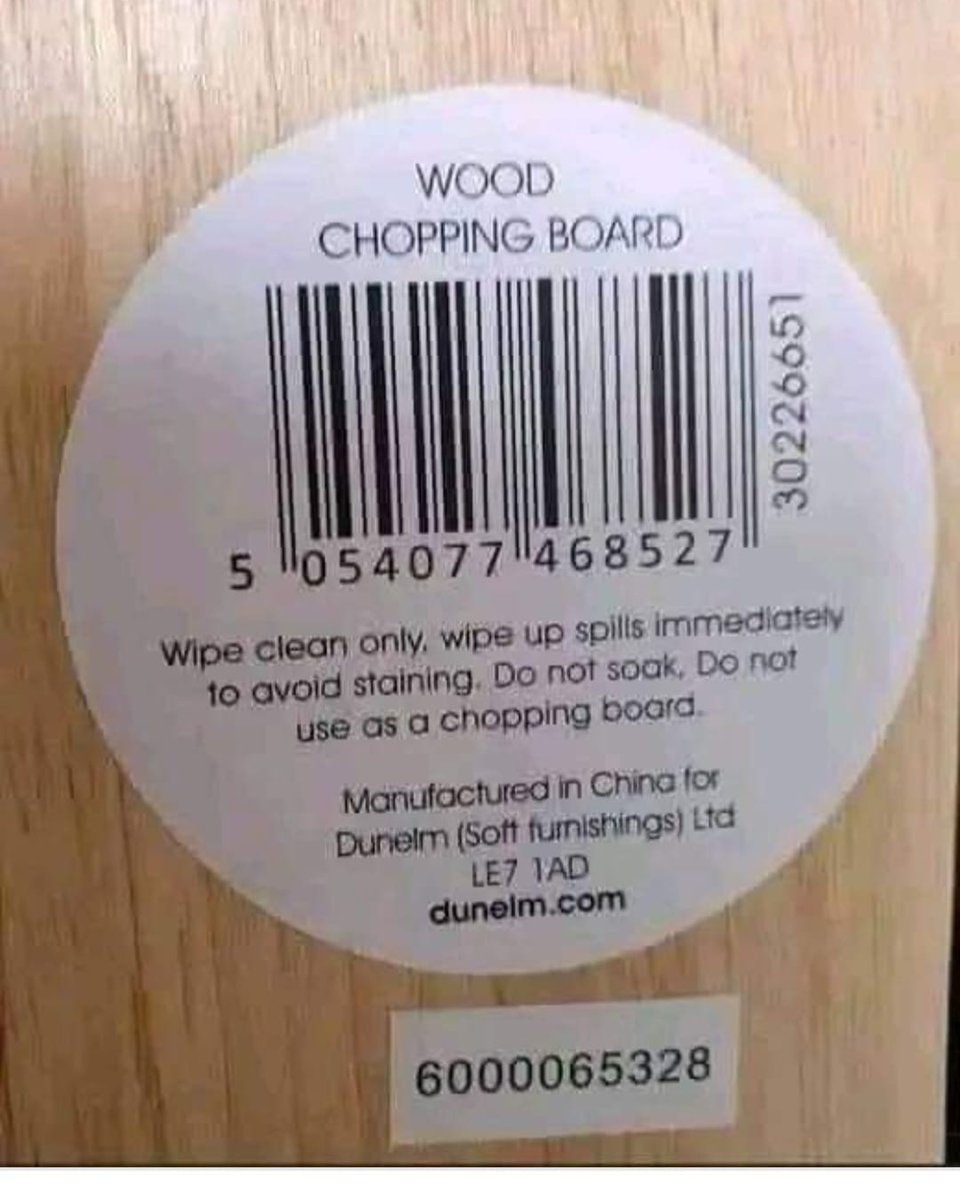 WOOD
CHOPPING BOARD
30226651
5 054077 468527
Wipe clean only, wipe up spills immediately
to avoid staining. Do not soak, Do not
use as a chopping board.
Manufactured in China for
Dunelm (Soft furnishings) Ltd
LE7 1AD
dunelm.com
6000065328